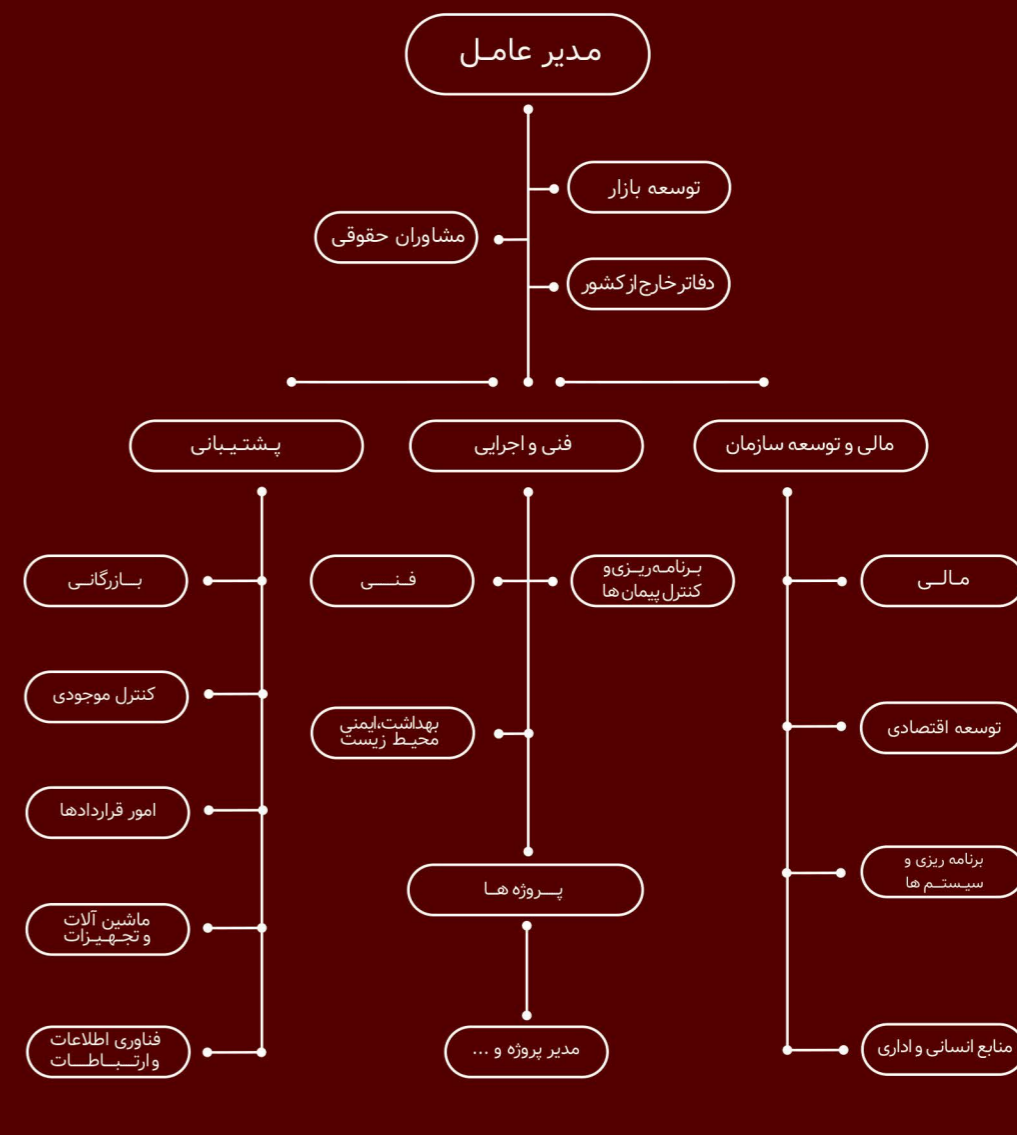 مدیر عامل
توسعه بازار
مشاوران حقوقی
دفاتر خارج از کشور
مالی و توسعه سازمان
فنی و اجرایی
پشتیبانی
مالی
برنامه‌ریزی و
کنترل پیمان ها
فنی
بازرگانی
کنترل موجودی
توسعه اقتصادی
بهداشت،ایمنی
محیط زیست
امور قراردادها
برنامه ریزی و
سیستم ها
پروژه ها
ماشین آلات
و تجهیزات
منابع انسانی و اداری
مدیر پروژه و ...
فناوری اطلاعات
و ارتباطات